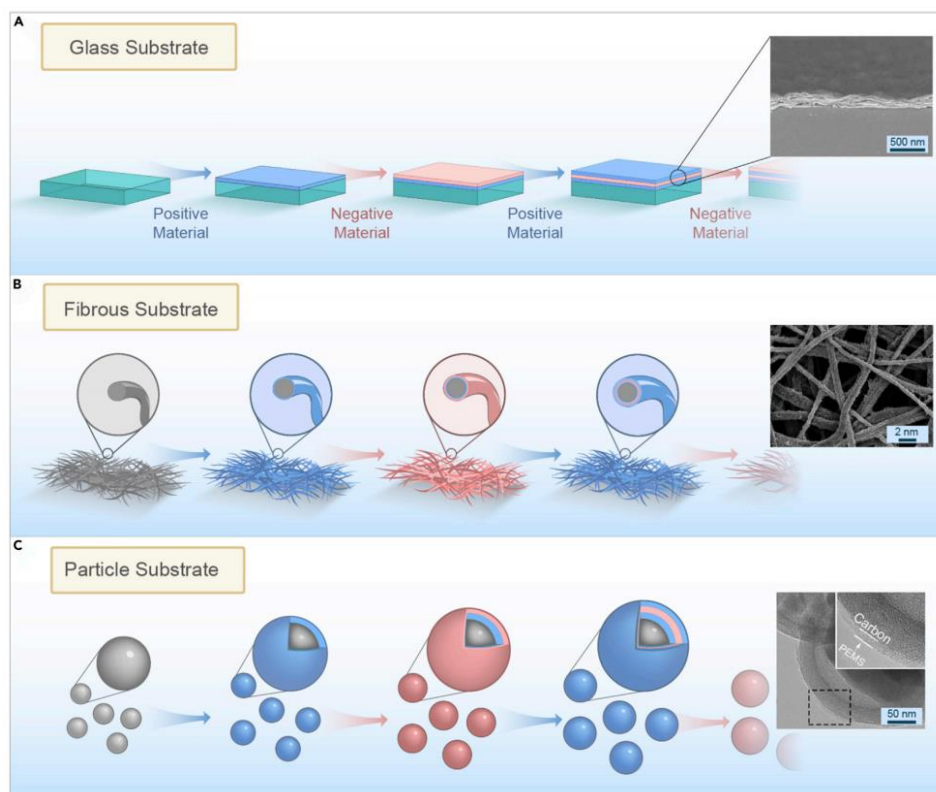 A
Glass Substrate
500 nm
Positive
Material
Negative
Material
Positive
Material
Negative
Material
B
Fibrous Substrate
2 nm
C
Particle Substrate
Carbon
PEMS
50 nm